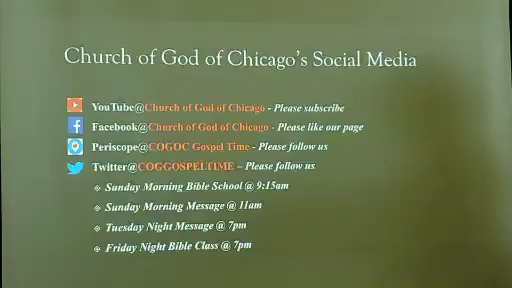 Church of God of Chicago's Social Media
YouTube@Church of God of Chicago - Please subscribe
Facebook@Church of God of Chicago - Please like our page
Periscope@COGOC Gospel Time - Please follow us
Twitter@COGGOSPELTIME – Please follow us
Sunday Morning Bible School @ 9:15am
Sunday Morning Message @ 11am
Tuesday Night Message @ 7pm
Friday Night Bible Class @ 7pm